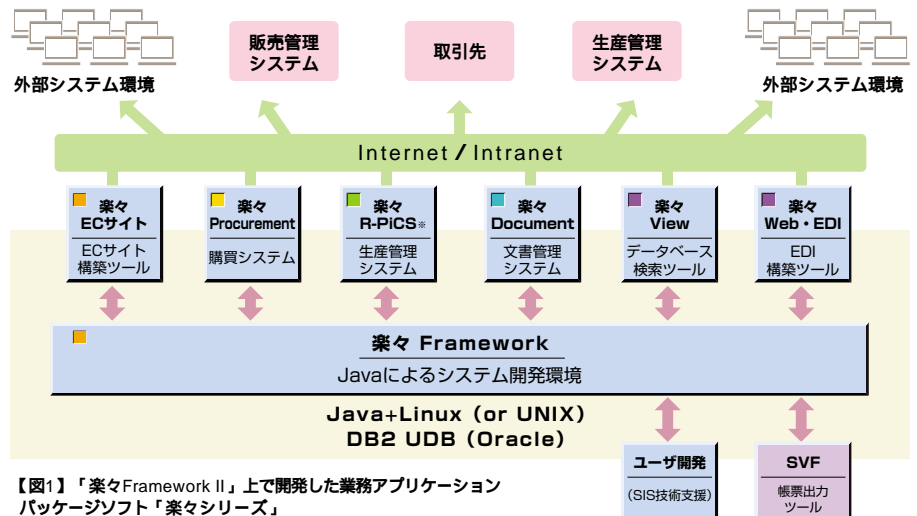 外部システム環境
販売管理
システム
取引先
生産管理
システム
外部システム環境
Internet / Intranet
楽々
ECサイト
ECサイト
構築ツール
楽々
Procurement
購買システム
楽々
R-PiCS※
生産管理
システム
楽々
Document
文書管理
システム
楽々
View
データベース
検索ツール
楽々
Web・EDI
EDI
構築ツール
楽々 Framework
Javaによるシステム開発環境
Java+Linux（or UNIX）
DB2 UDB（Oracle）
ユーザ開発
（SIS技術支援）
SVF
帳票出力
ツール
【図1】「楽々Framework II」上で開発した業務アプリケーション
パッケージソフト「楽々シリーズ」